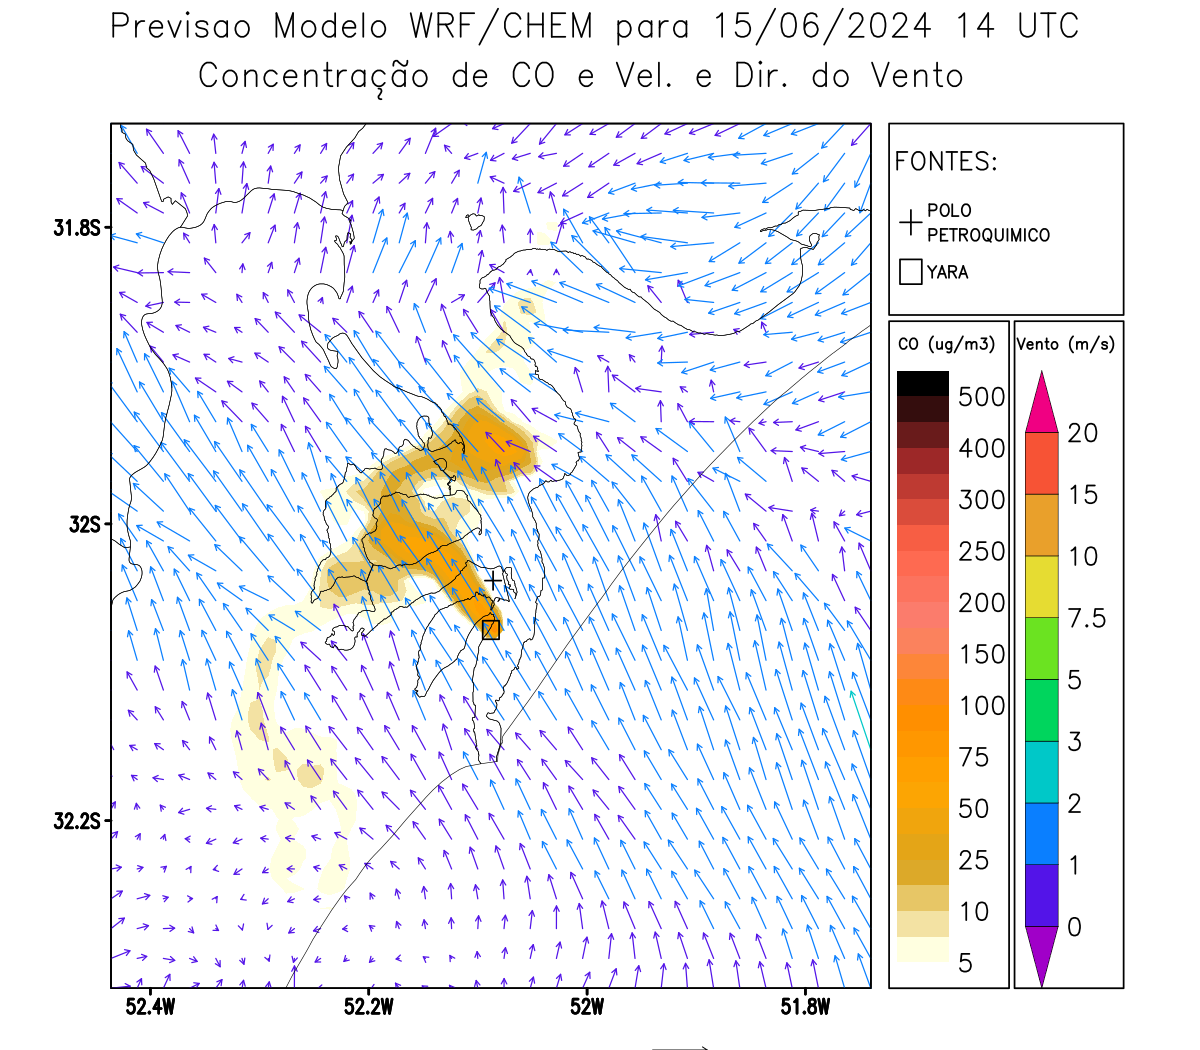 Previsao Modelo WRF/CHEM para 15/06/2024 14 UTC
Concentração de CO e Vel. e Dir. do Vento
FONTES:
POLO
PETROQUIMICO
YARA
31.8S
32S
32.2S
52.4W
52.2W
52W
51.8W
CO (ug/m3)
500
400
300
250
200
150
100
75
50
25
10
5
Vento (m/s)
20
15
10
7.5
5
3
2
1
0